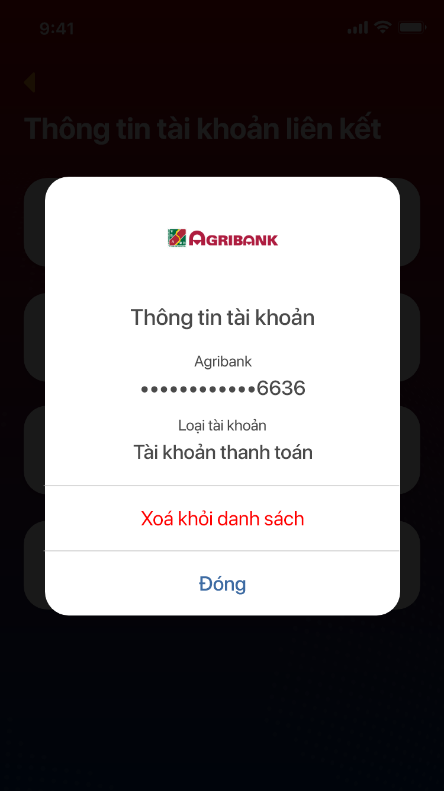 9:41
Thông tin tài khoản liên kết
AGRIBANK
Thông tin tài khoản
Agribank
••••••••••••6636
Loại tài khoản
Tài khoản thanh toán
Xoá khỏi danh sách
Đóng